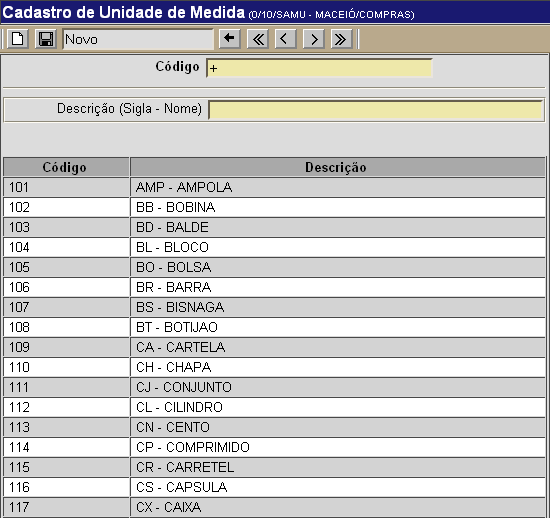 Cadastro de Unidade de Medida (0/10/SAMU - MACEIÓ/COMPRAS)
Novo
Código +
Descrição (Sigla - Nome)
Código Descrição
101 AMP - AMPOLA
102 BB - BOBINA
103 BD - BALDE
104 BL - BLOCO
105 BO - BOLSA
106 BR - BARRA
107 BS - BISNAGA
108 BT - BOTIJAO
109 CA - CARTELA
110 CH - CHAPA
111 CJ - CONJUNTO
112 CL - CILINDRO
113 CN - CENTO
114 CP - COMPRIMIDO
115 CR - CARRETEL
116 CS - CAPSULA
117 CX - CAIXA